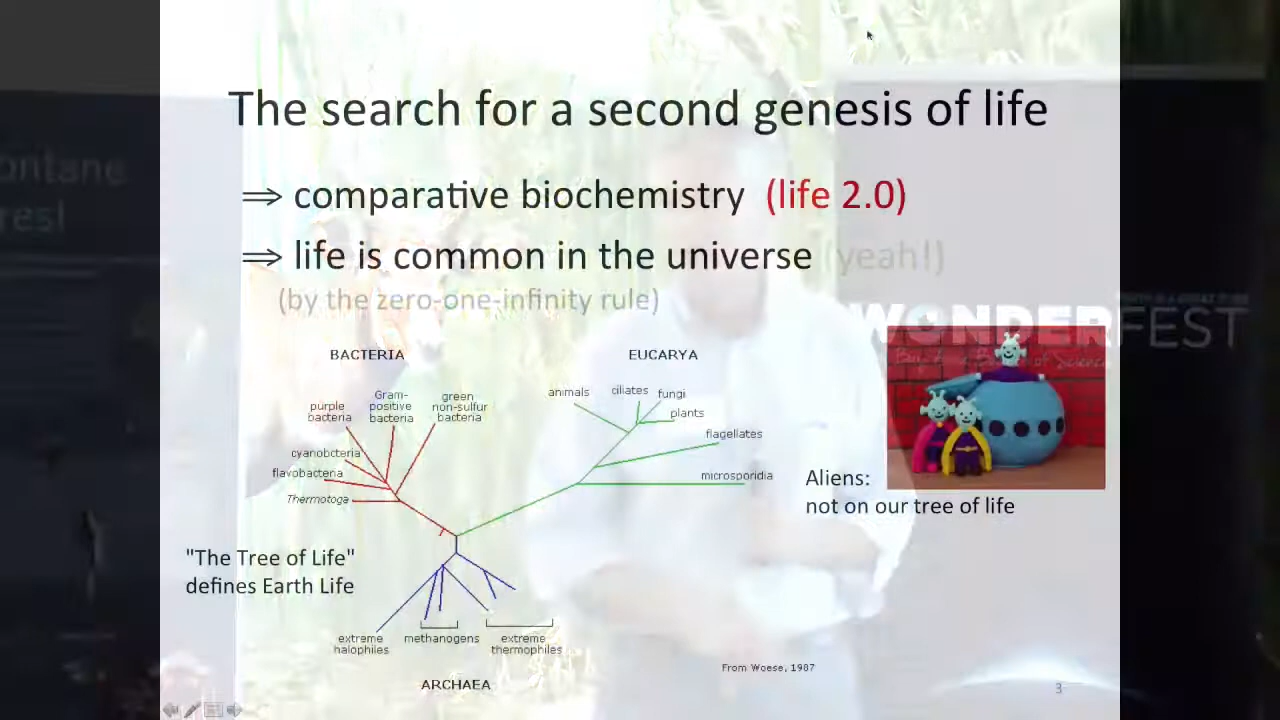 The search for a second genesis of life
⇒ comparative biochemistry (life 2.0)
⇒ life is common in the universe (yeah!)
(by the zero-one-infinity rule)
ontane
res!
WONDERFEST
BACTERIA
EUCARYA
purple
bacteria
Gram-
positive
bacteria
green
non-sulfur
bacteria
cyanobcteria
flavobacteria
Thermotoga
animals
ciliates
fungi
plants
flagellates
microsporidia
Aliens:
not on our tree of life
"The Tree of Life"
defines Earth Life
extreme
halophiles
methanogens
extreme
thermophiles
ARCHAEA
From Woese, 1987
3